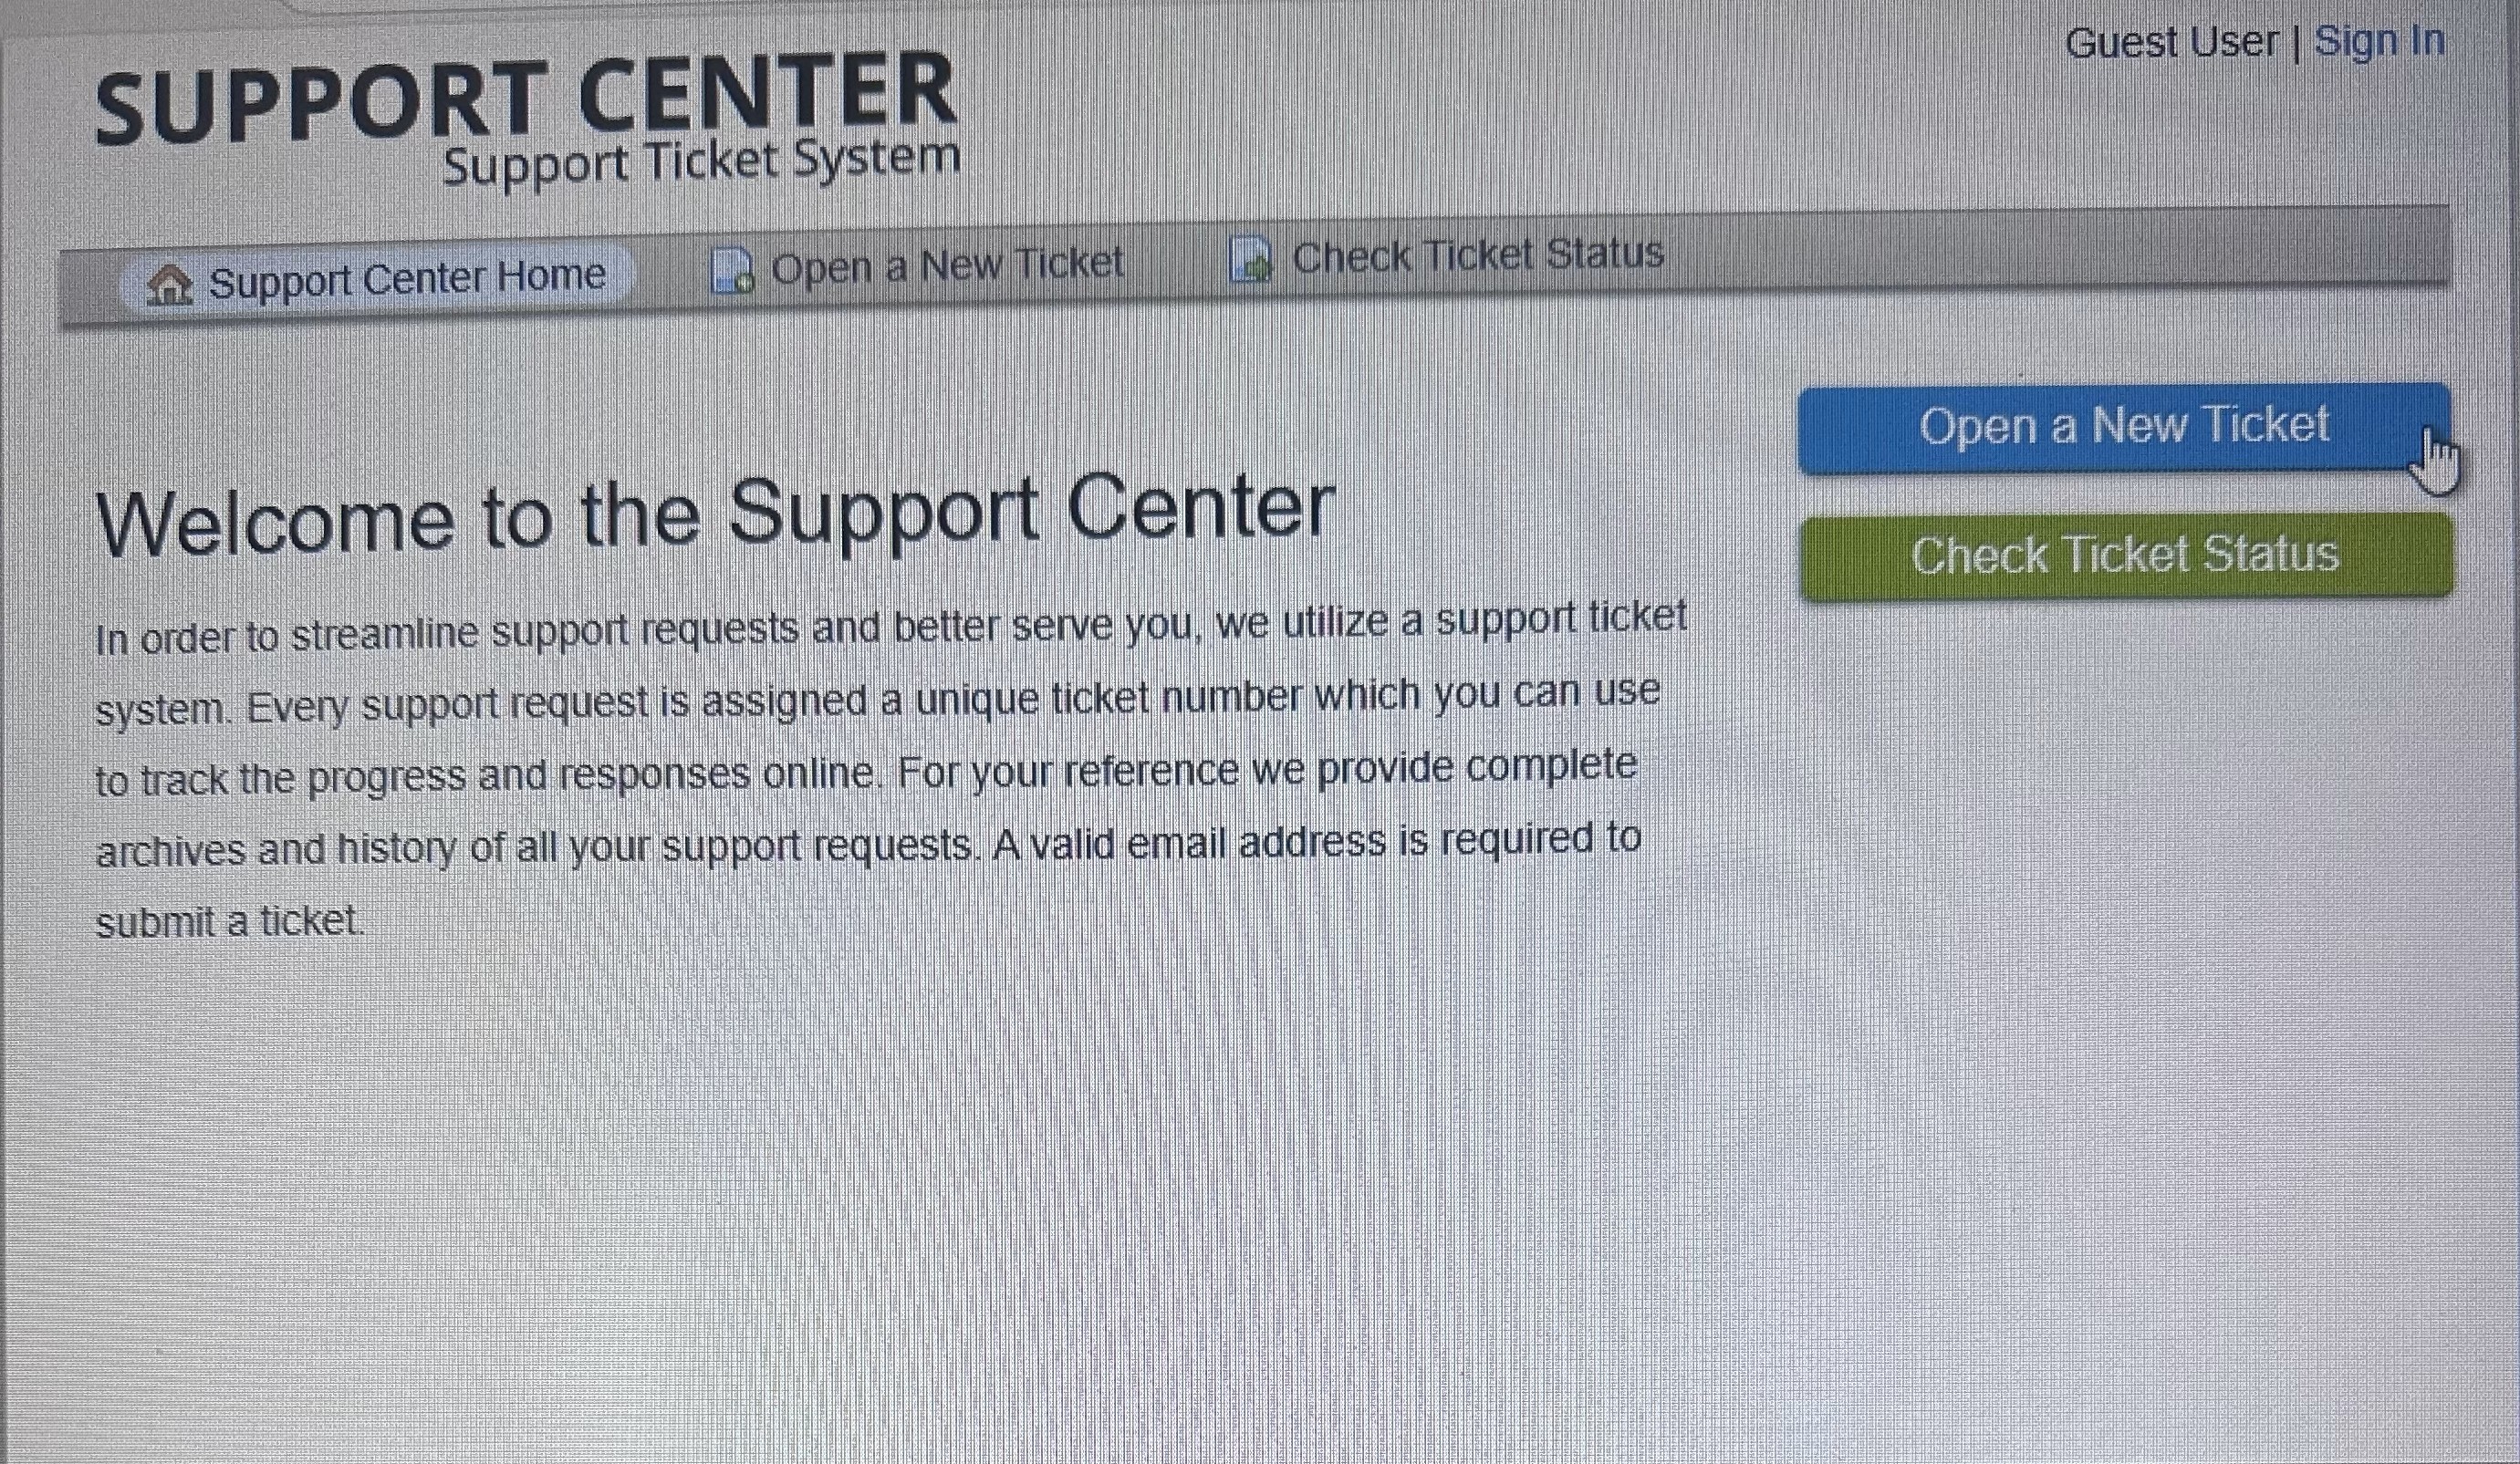 Guest User | Sign In
SUPPORT CENTER
Support Ticket System
Support Center Home
Open a New Ticket
Check Ticket Status
Open a New Ticket
Check Ticket Status
Welcome to the Support Center
In order to streamline support requests and better serve you, we utilize a support ticket
system. Every support request is assigned a unique ticket number which you can use
to track the progress and responses online. For your reference we provide complete
archives and history of all your support requests. A valid email address is required to
submit a ticket.